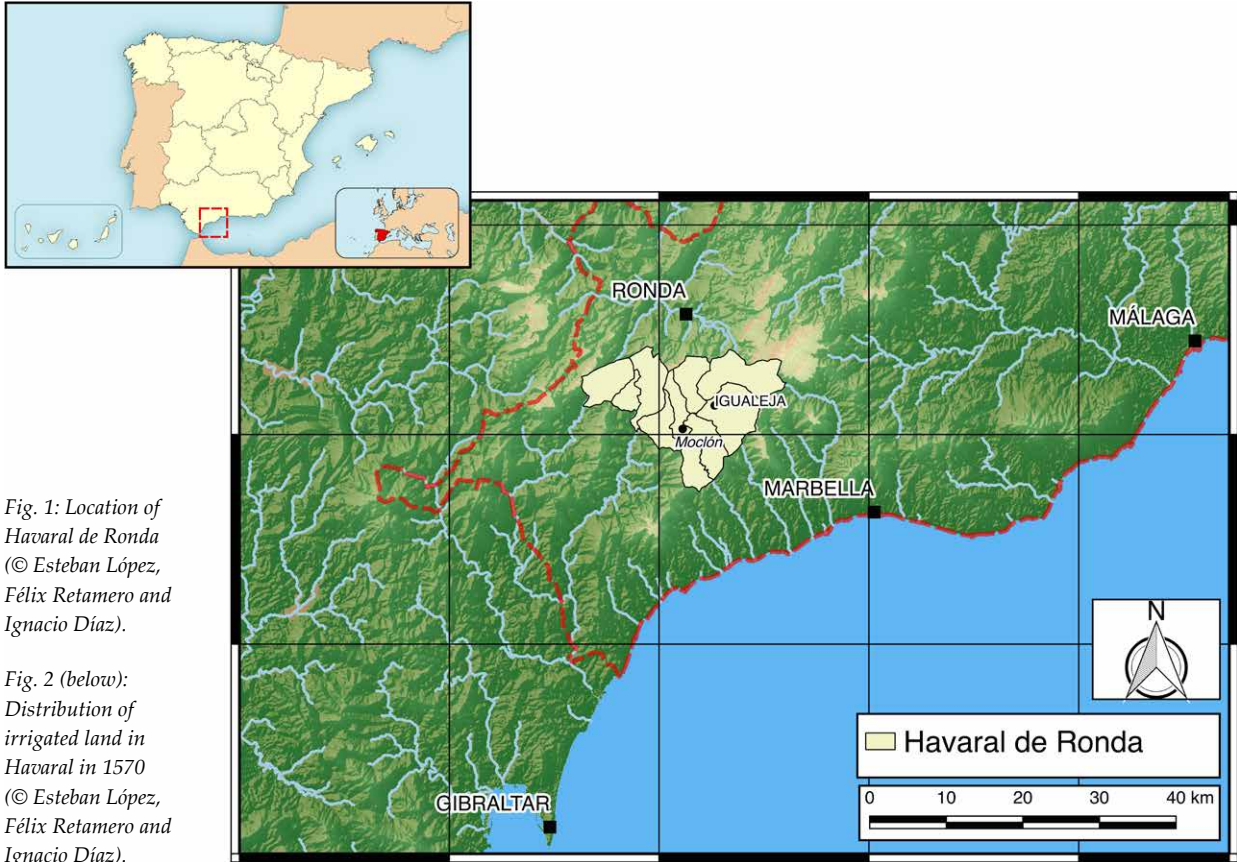 RONDA
MÁLAGA
IGUALEJA
Moclón
MARBELLA
Fig. 1: Location of
Havaral de Ronda
(© Esteban López,
Félix Retamero and
Ignacio Díaz).
N
Fig. 2 (below):
Distribution of
irrigated land in
Havaral in 1570
(© Esteban López,
Félix Retamero and
Ignacio Díaz).
Havaral de Ronda
0 10 20 30 40 km
GIBRALTAR